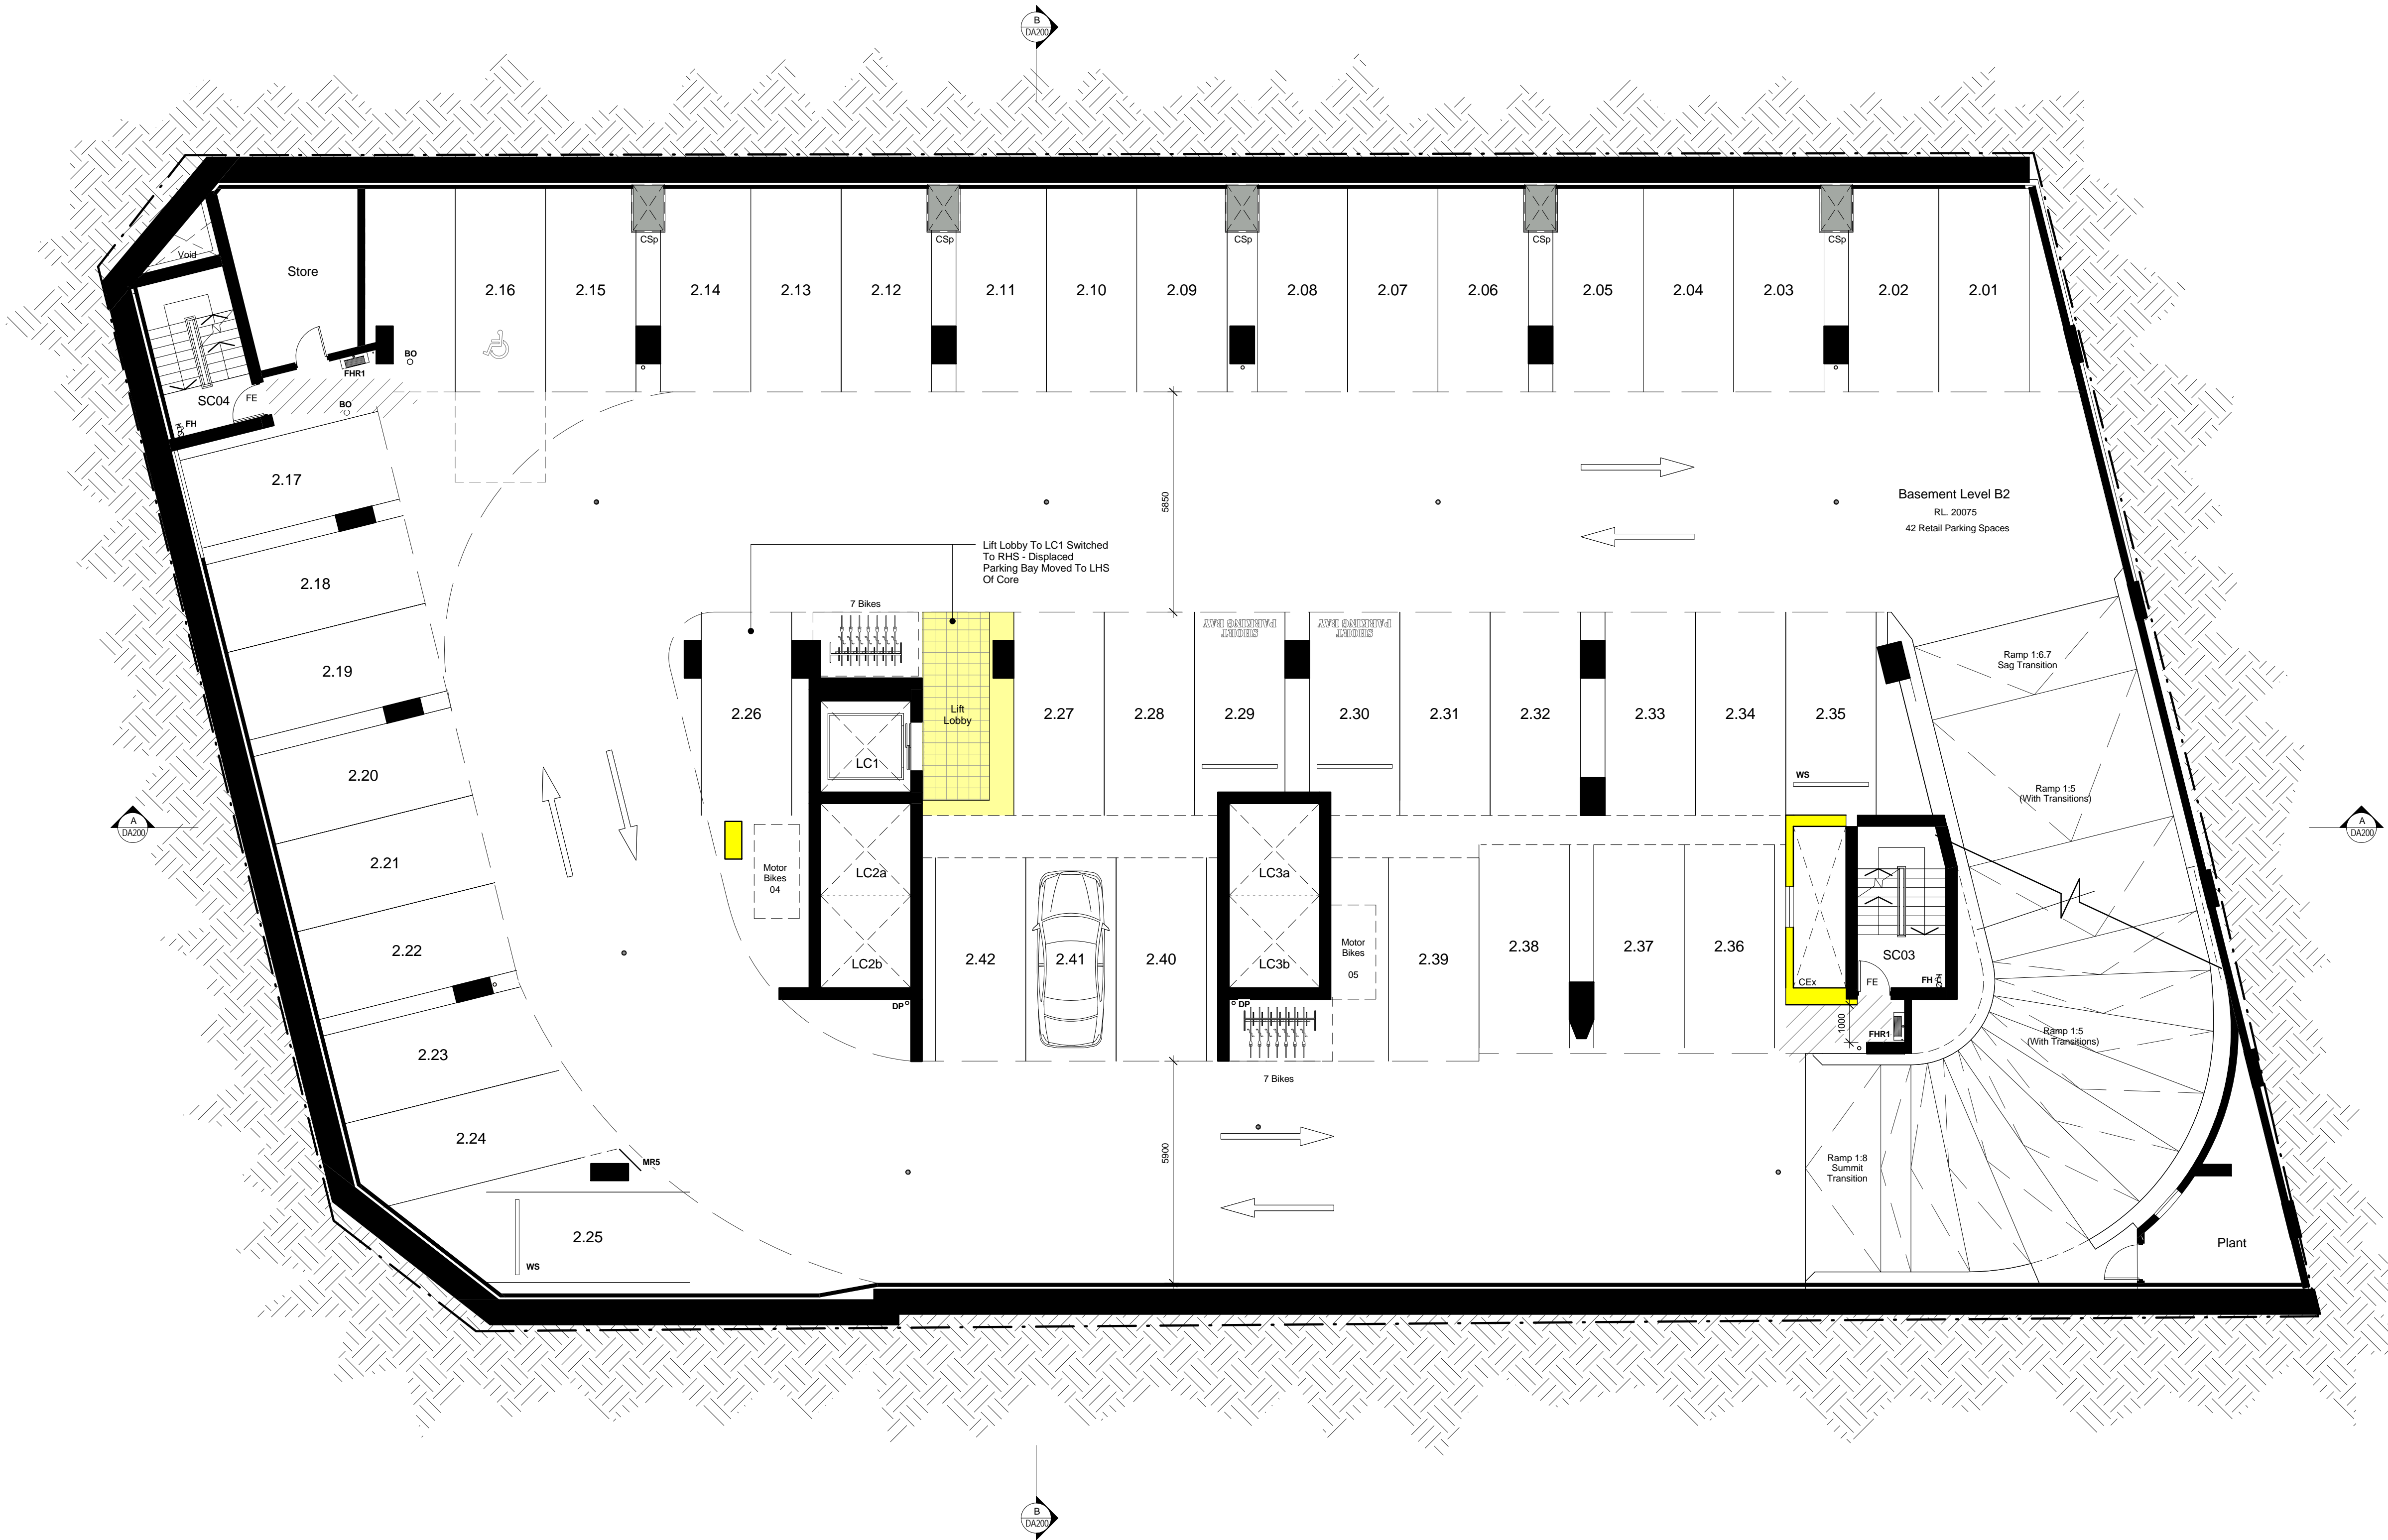 B
DA200
CSp
CSp
CSp
CSp
CSp
Void
Store
2.16
2.15
2.14
2.13
2.12
2.11
2.10
2.09
2.08
2.07
2.06
2.05
2.04
2.03
2.02
2.01
BO
FHR1
SC04
FE
BO
FH
2.17
5850
Basement Level B2
RL. 20075
42 Retail Parking Spaces
Lift Lobby To LC1 Switched
To RHS - Displaced
Parking Bay Moved To LHS
Of Core
2.18
7 Bikes
SHORT
PARKING BAY
SHORT
PARKING BAY
Ramp 1:6.7
Sag Transition
2.19
2.26
Lift
Lobby
2.27
2.28
2.29
2.30
2.31
2.32
2.33
2.34
2.35
LC1
2.20
WS
Ramp 1:5
(With Transitions)
A
DA200
A
DA200
2.21
Motor
Bikes
04
LC2a
LC3a
2.22
LC2b
2.42
2.41
2.40
LC3b
Motor
Bikes
05
2.39
2.38
2.37
2.36
SC03
CEx
FE
FH
DP
DP
1000
FHR1
Ramp 1:5
(With Transitions)
2.23
7 Bikes
2.24
MR5
5900
Ramp 1:8
Summit
Transition
2.25
WS
Plant
B
DA200